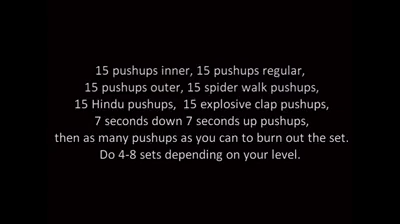 15 pushups inner, 15 pushups regular,
15 pushups outer, 15 spider walk pushups,
15 Hindu pushups,  15 explosive clap pushups,
7 seconds down 7 seconds up pushups,
then as many pushups as you can to burn out the set.
Do 4-8 sets depending on your level.